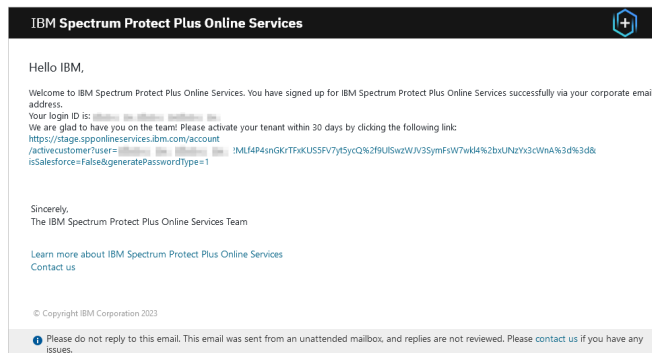 IBM Spectrum Protect Plus Online Services
Hello IBM,
Welcome to IBM Spectrum Protect Plus Online Services. You have signed up for IBM Spectrum Protect Plus Online Services successfully via your corporate emai
address.
Your login ID is:
We are glad to have you on the team! Please activate your tenant within 30 days by clicking the following link:
https://stage.spponlineservices.ibm.com/account
/activecustomer?user= !MLf4P4snGKrTFxKUS5FV7yt5ycQ%2f9UlSwzWJV3SymFsW7wkl4%2bxUNzYx3cWnA%3d%3d&
isSalesforce=False&generatePasswordType=1
Sincerely,
The IBM Spectrum Protect Plus Online Services Team
Learn more about IBM Spectrum Protect Plus Online Services
Contact us
© Copyright IBM Corporation 2023
Please do not reply to this email. This email was sent from an unattended mailbox, and replies are not reviewed. Please contact us if you have any
issues.